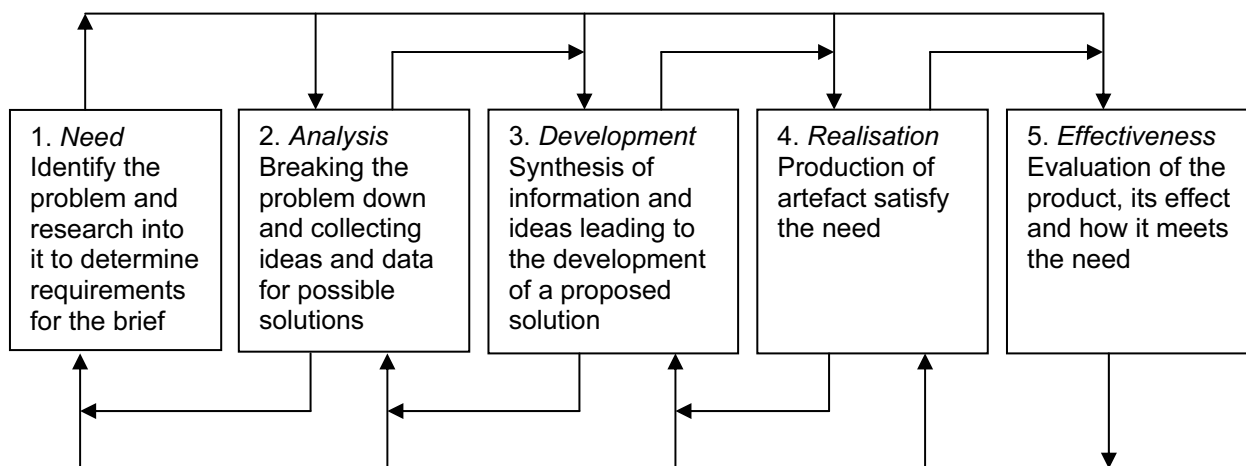 1. Need
Identify the
problem and
research into
it to determine
requirements
for the brief
2. Analysis
Breaking the
problem down
and collecting
ideas and data
for possible
solutions
3. Development
Synthesis of
information and
ideas leading to
the development
of a proposed
solution
4. Realisation
Production of
artefact satisfy
the need
5. Effectiveness
Evaluation of the
product, its effect
and how it meets
the need